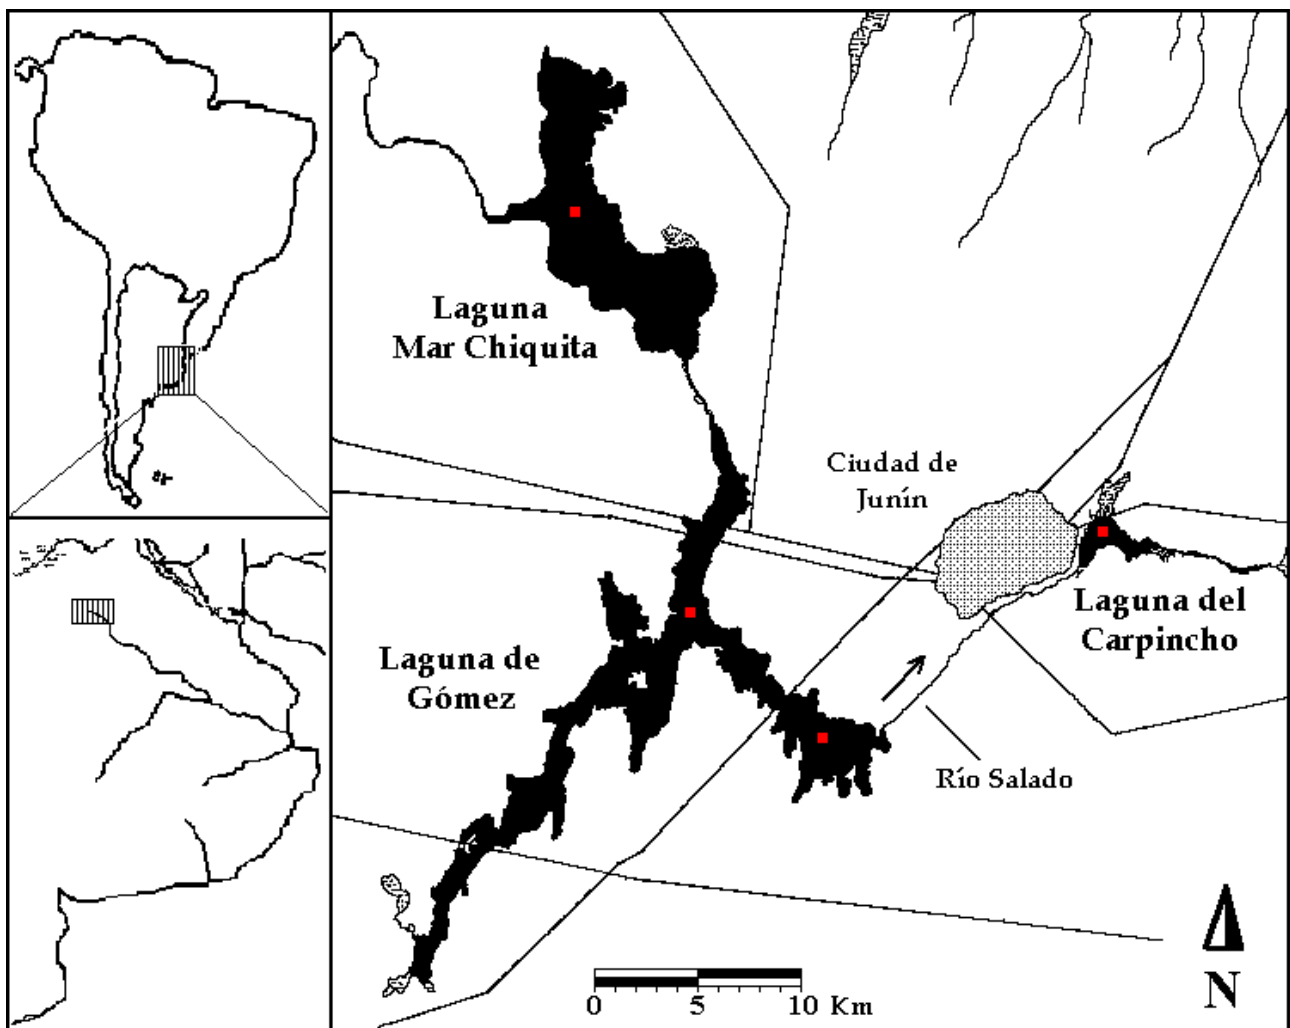 Laguna
Mar Chiquita
Ciudad de
Junín
Laguna del
Carpincho
Laguna de
Gómez
Río Salado
N
0 5 10 Km